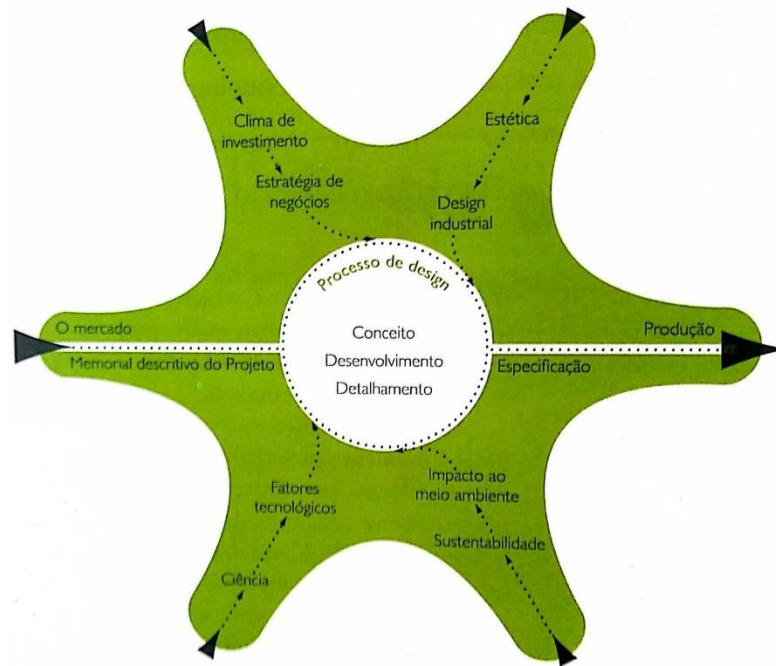 Clima de
investimento
Estética
Estratégia de
negócios
Design
industrial
Processo de design
O mercado
Produção
Conceito
Memorial descritivo do Projeto
Desenvolvimento
Especificação
Detalhamento
Fatores
tecnológicos
Impacto ao
meio ambiente
Sustentabilidade
Ciência